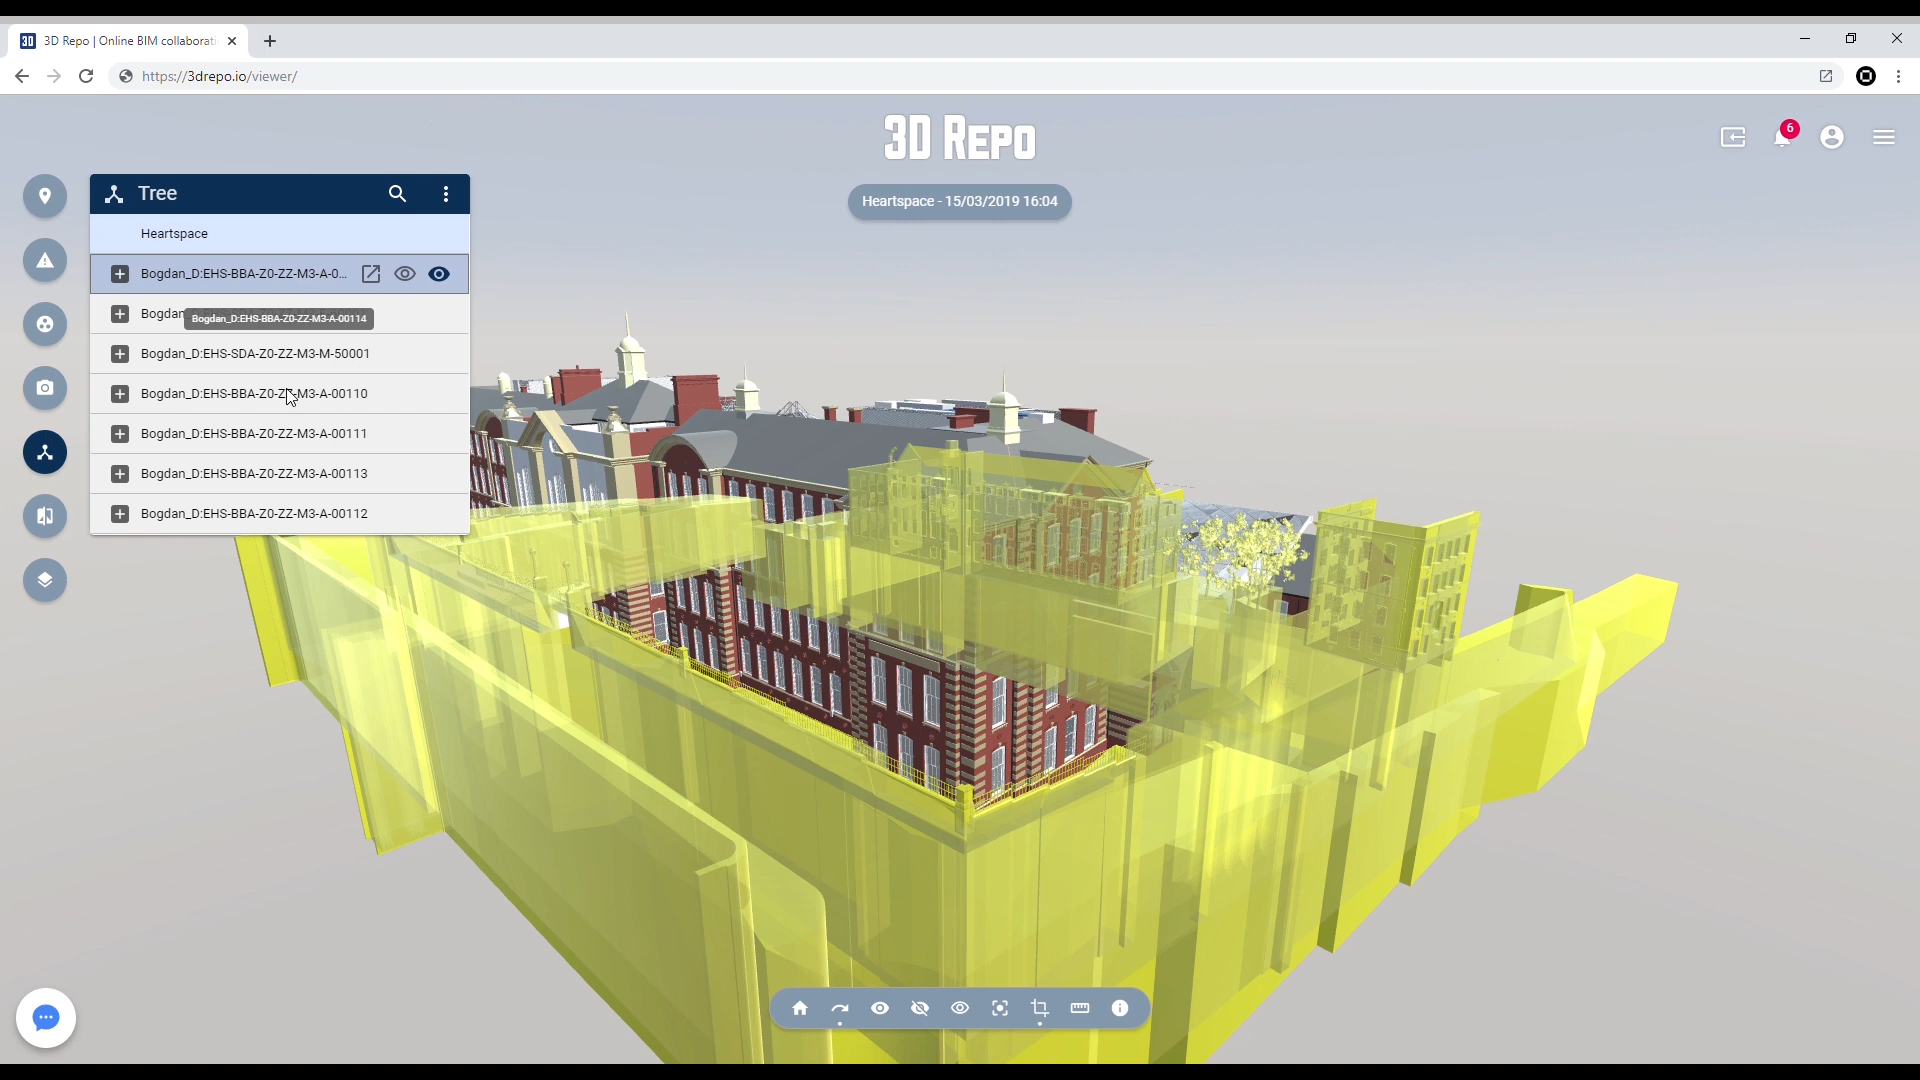 3D 3D Repo | Online BIM collaborati
https://3drepo.io/viewer/
3D REPO
6
Heartspace - 15/03/2019 16:04
Tree
Heartspace
Bogdan_D:EHS-BBA-Z0-ZZ-M3-A-0...
Bogdan
Bogdan_D:EHS-BBA-Z0-ZZ-M3-A-00114
Bogdan_D:EHS-SDA-Z0-ZZ-M3-M-50001
Bogdan_D:EHS-BBA-Z0-ZZ-M3-A-00110
Bogdan_D:EHS-BBA-Z0-ZZ-M3-A-00111
Bogdan_D:EHS-BBA-Z0-ZZ-M3-A-00113
Bogdan_D:EHS-BBA-Z0-ZZ-M3-A-00112